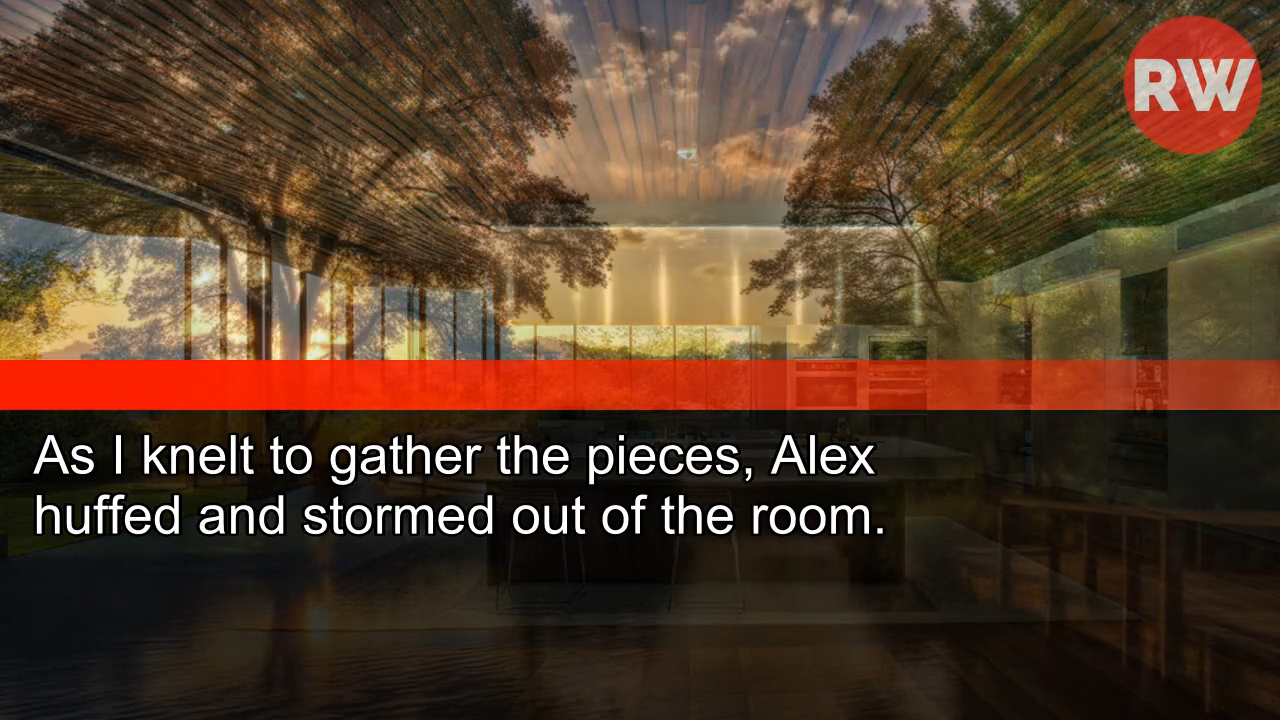 RW
As I knelt to gather the pieces, Alex
huffed and stormed out of the room.